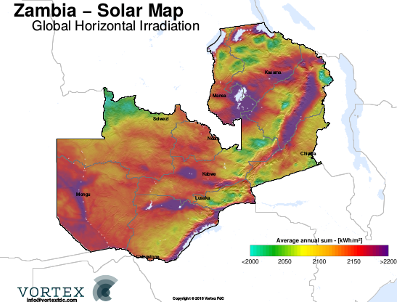 Zambia – Solar Map
Global Horizontal Irradiation
Kasama
Mansa
Solwezi
Ndola
Chipata
Kabwe
Mongu
Lusaka
Average annual sum - [kWh/m²]
<2000 2050 2100 2150 >2200
VORTEX
info@vortexfdc.com
Copyright © 2019 Vortex FdC